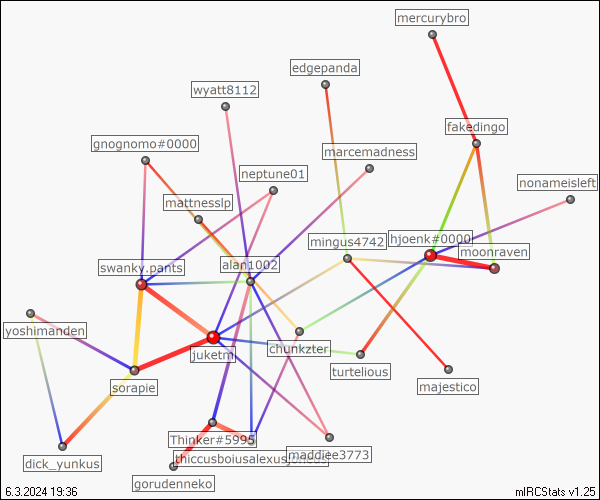 mercurybro
edgepanda
wyatt8112
fakedingo
gnognomo#0000
marcemadness
neptune01
nonameisleft
mattnesslp
mingus4742
hjoenk#0000
moonraven
swanky.pants
alan1002
yoshimanden
chunkzter
juketm
turtelious
sorapie
majestico
Thinker#5995
maddiee3773
dick_yunkus
gorudenneko
6.3.2024 19:36
mIRCStats v1.25